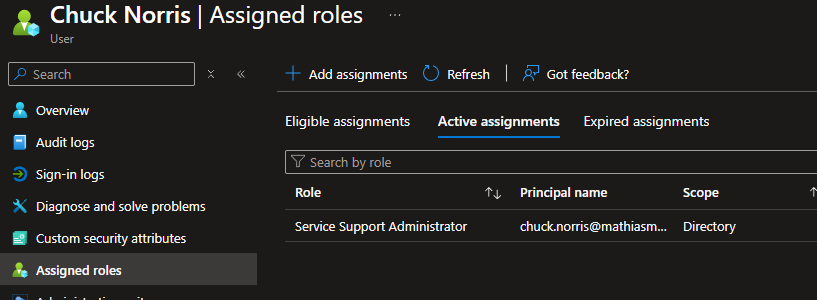 Chuck Norris | Assigned roles ...
User
Search
Add assignments Refresh | Got feedback?
Overview
Audit logs
Sign-in logs
Diagnose and solve problems
Custom security attributes
Assigned roles
Eligible assignments Active assignments Expired assignments
Search by role
Role Principal name Scope
Service Support Administrator chuck.norris@mathiasm... Directory